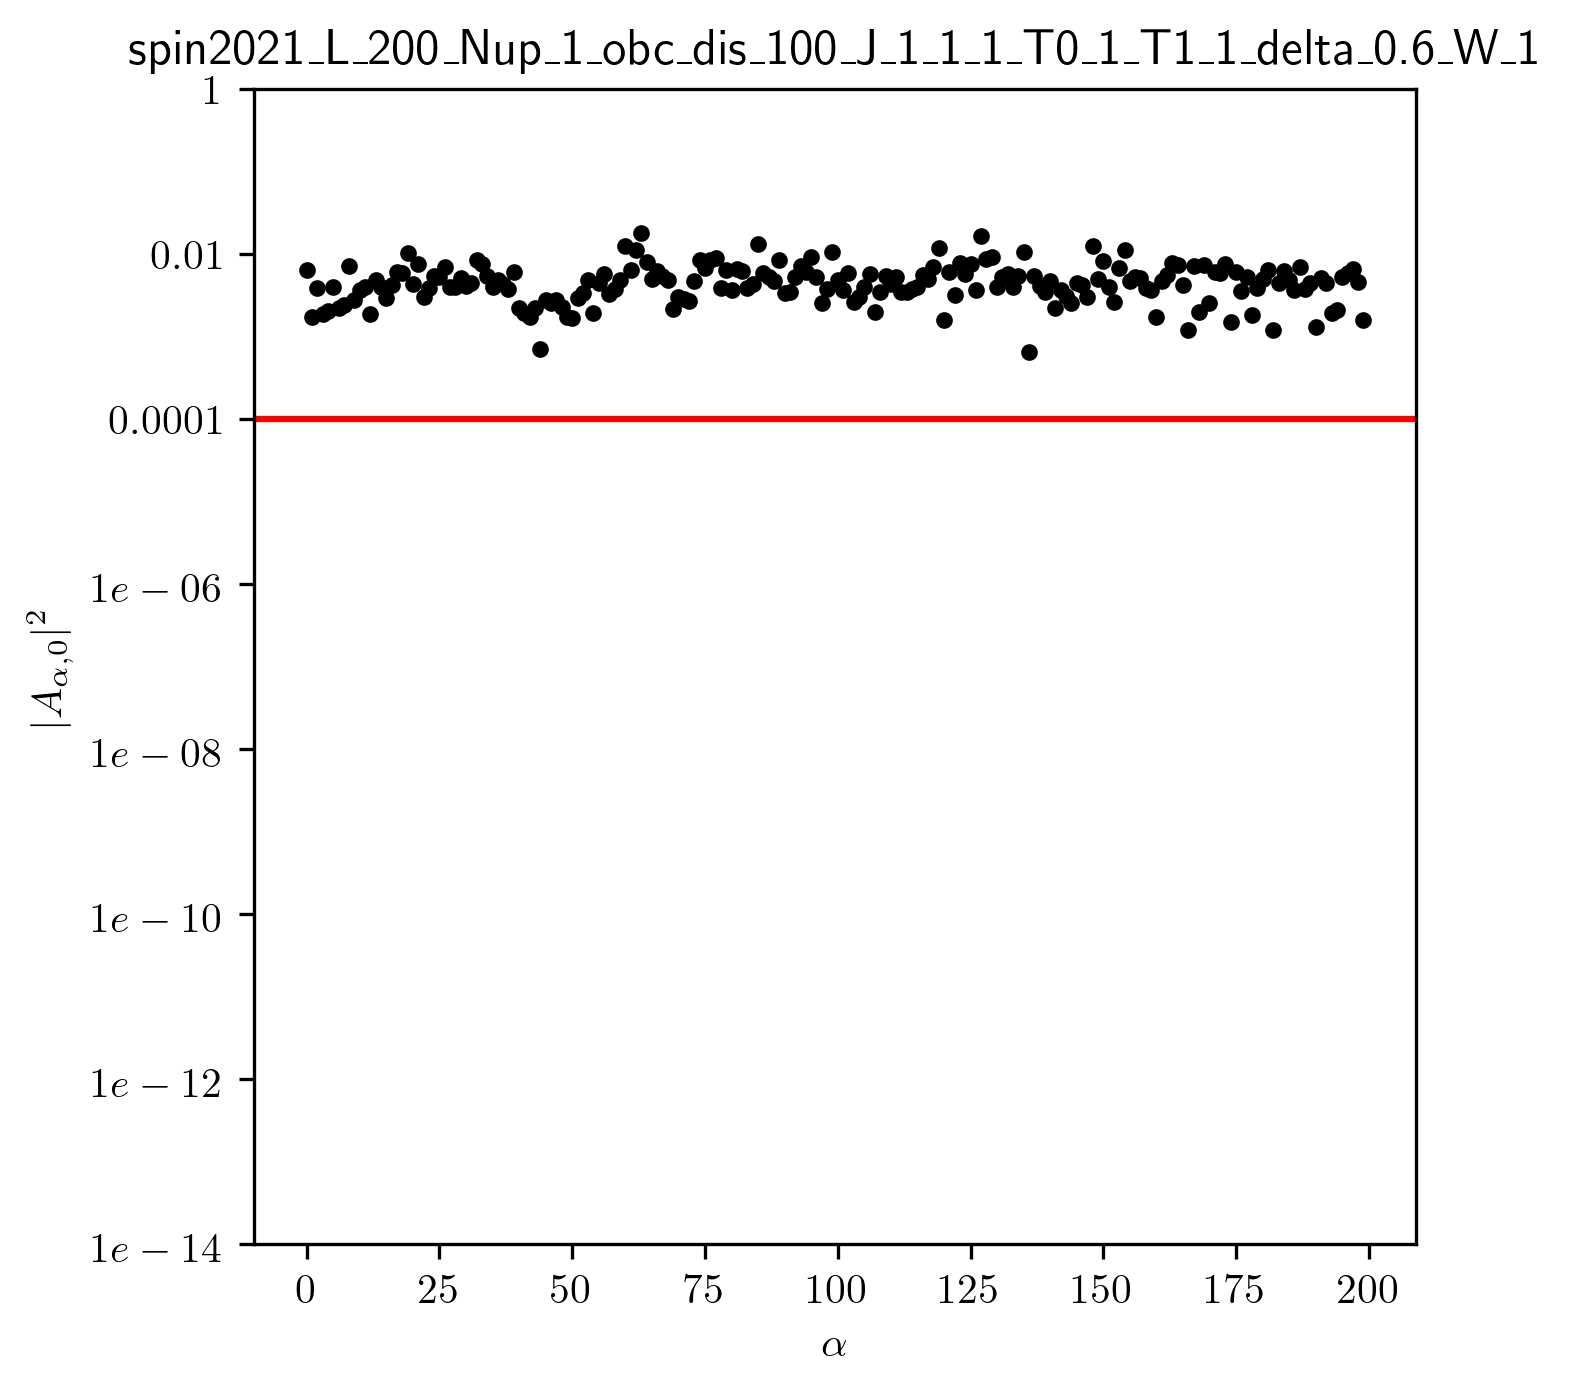 spin2021_L_200_Nup_1_obc_dis_100_J_1_1_1_T0_1_T1_1_delta_0.6_W_1
1
0.01
0.0001
1e − 06
1e − 08
1e − 10
1e − 12
1e − 14
|A_{α,0}|^2
0 25 50 75 100 125 150 175 200
α